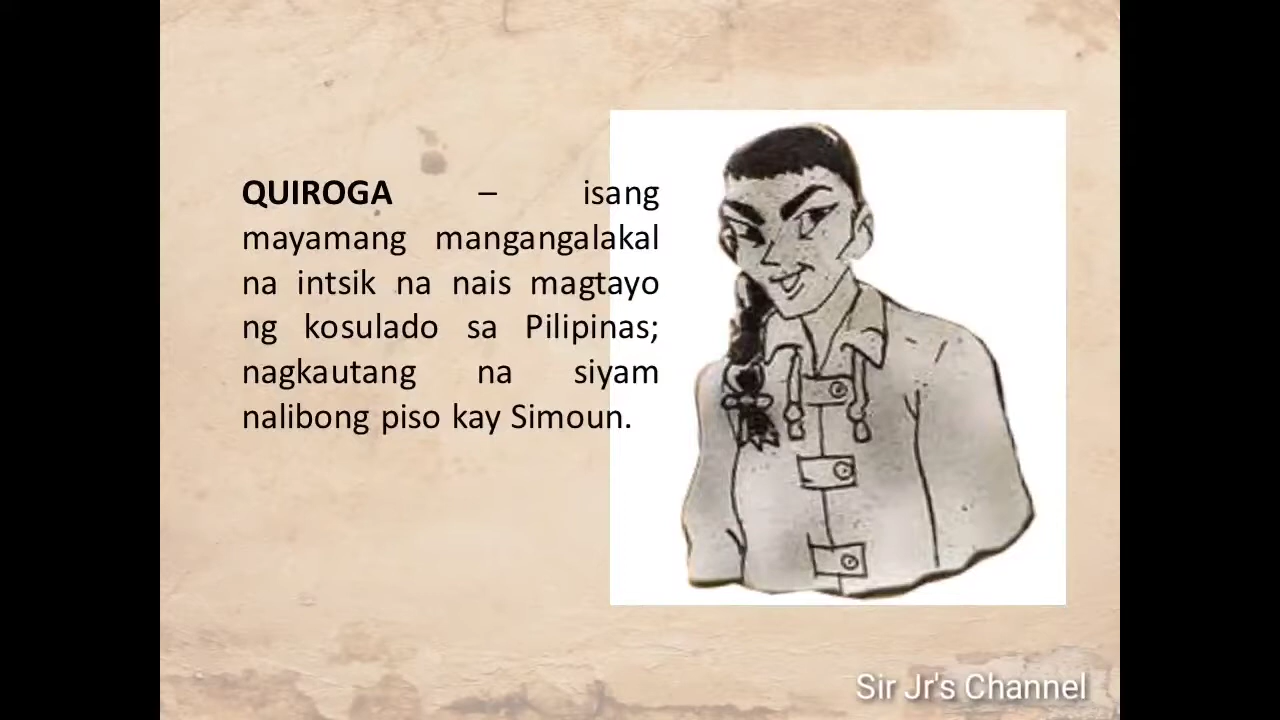 QUIROGA – isang
mayamang mangangalakal
na intsik na nais magtayo
ng kosulado sa Pilipinas;
nagkautang na siyam
nalibong piso kay Simoun.
Sir Jr's Channel